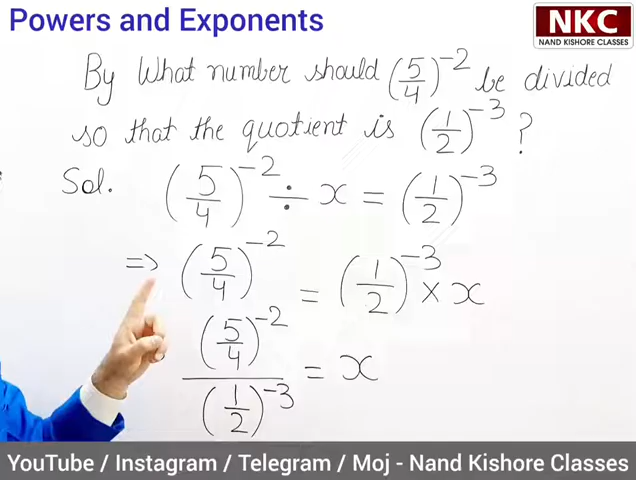 Powers and Exponents
NKC
NAND KISHORE CLASSES
By What number should (5/4)^-2 be divided
so that the quotient is (1/2)^-3 ?
Sol. (5/4)^-2 ÷ x = (1/2)^-3
=> (5/4)^-2 = (1/2)^-3 × x
(5/4)^-2 / (1/2)^-3 = x
YouTube / Instagram / Telegram / Moj - Nand Kishore Classes